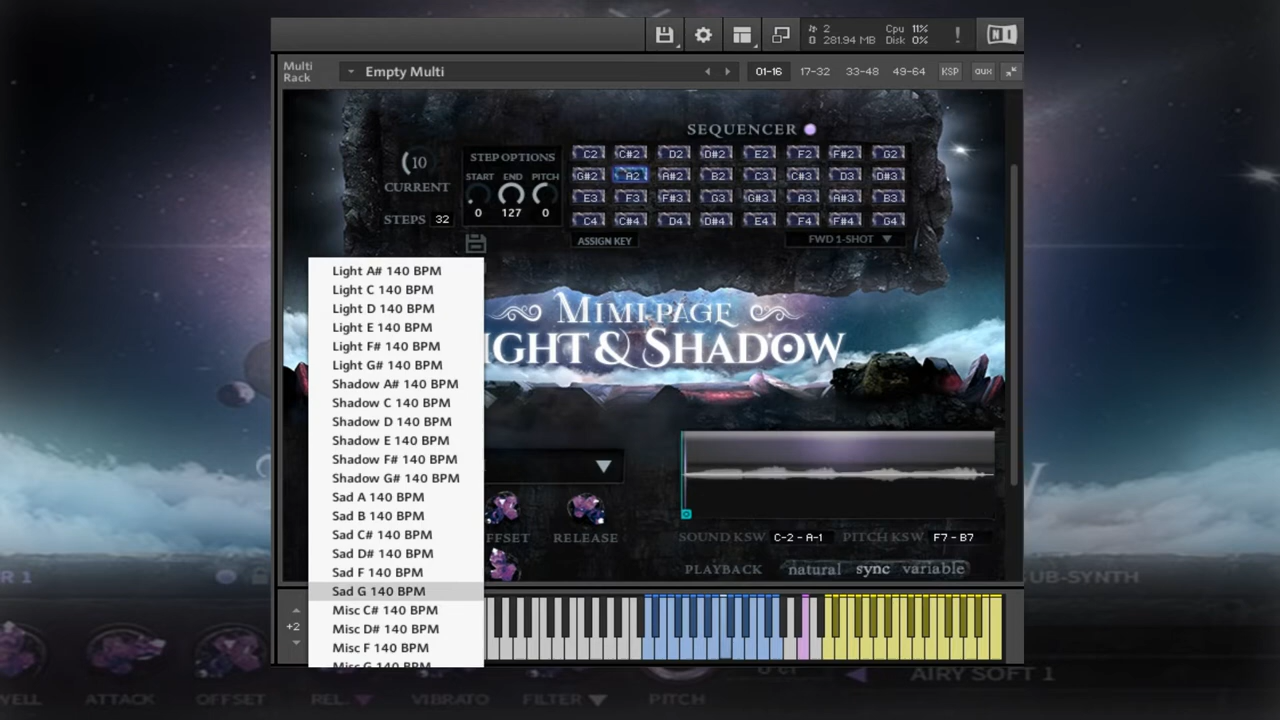 2
0 281.94 MB
Cpu 11%
Disk 0%
!
NI
Multi
Rack
Empty Multi
01-16 17-32 33-48 49-64 KSP aux
SEQUENCER
10
CURRENT
STEPS 32
STEP OPTIONS
START END PITCH
0 127 0
C2 C#2 D2 D#2 E2 F2 F#2 G2
G#2 A2 A#2 B2 C3 C#3 D3 D#3
E3 F3 F#3 G3 G#3 A3 A#3 B3
C4 C#4 D4 D#4 E4 F4 F#4 G4
ASSIGN KEY
FWD 1-SHOT
Light A# 140 BPM
Light C 140 BPM
Light D 140 BPM
Light E 140 BPM
Light F# 140 BPM
Light G# 140 BPM
Shadow A# 140 BPM
Shadow C 140 BPM
Shadow D 140 BPM
Shadow E 140 BPM
Shadow F# 140 BPM
Shadow G# 140 BPM
Sad A 140 BPM
Sad B 140 BPM
Sad C# 140 BPM
Sad D# 140 BPM
Sad F 140 BPM
Sad G 140 BPM
Misc C# 140 BPM
Misc D# 140 BPM
Misc F 140 BPM
Misc G 140 BPM
MIMI PAGE
IGHT & SHADOW
FFSET RELEASE
SOUND KSW C-2 - A-1 PITCH KSW F7 - B7
PLAYBACK natural sync variable
+2
R 1
UB-SYNTH
AIRY SOFT 1
WELL ATTACK OFFSET REL. VIBRATO FILTER PITCH